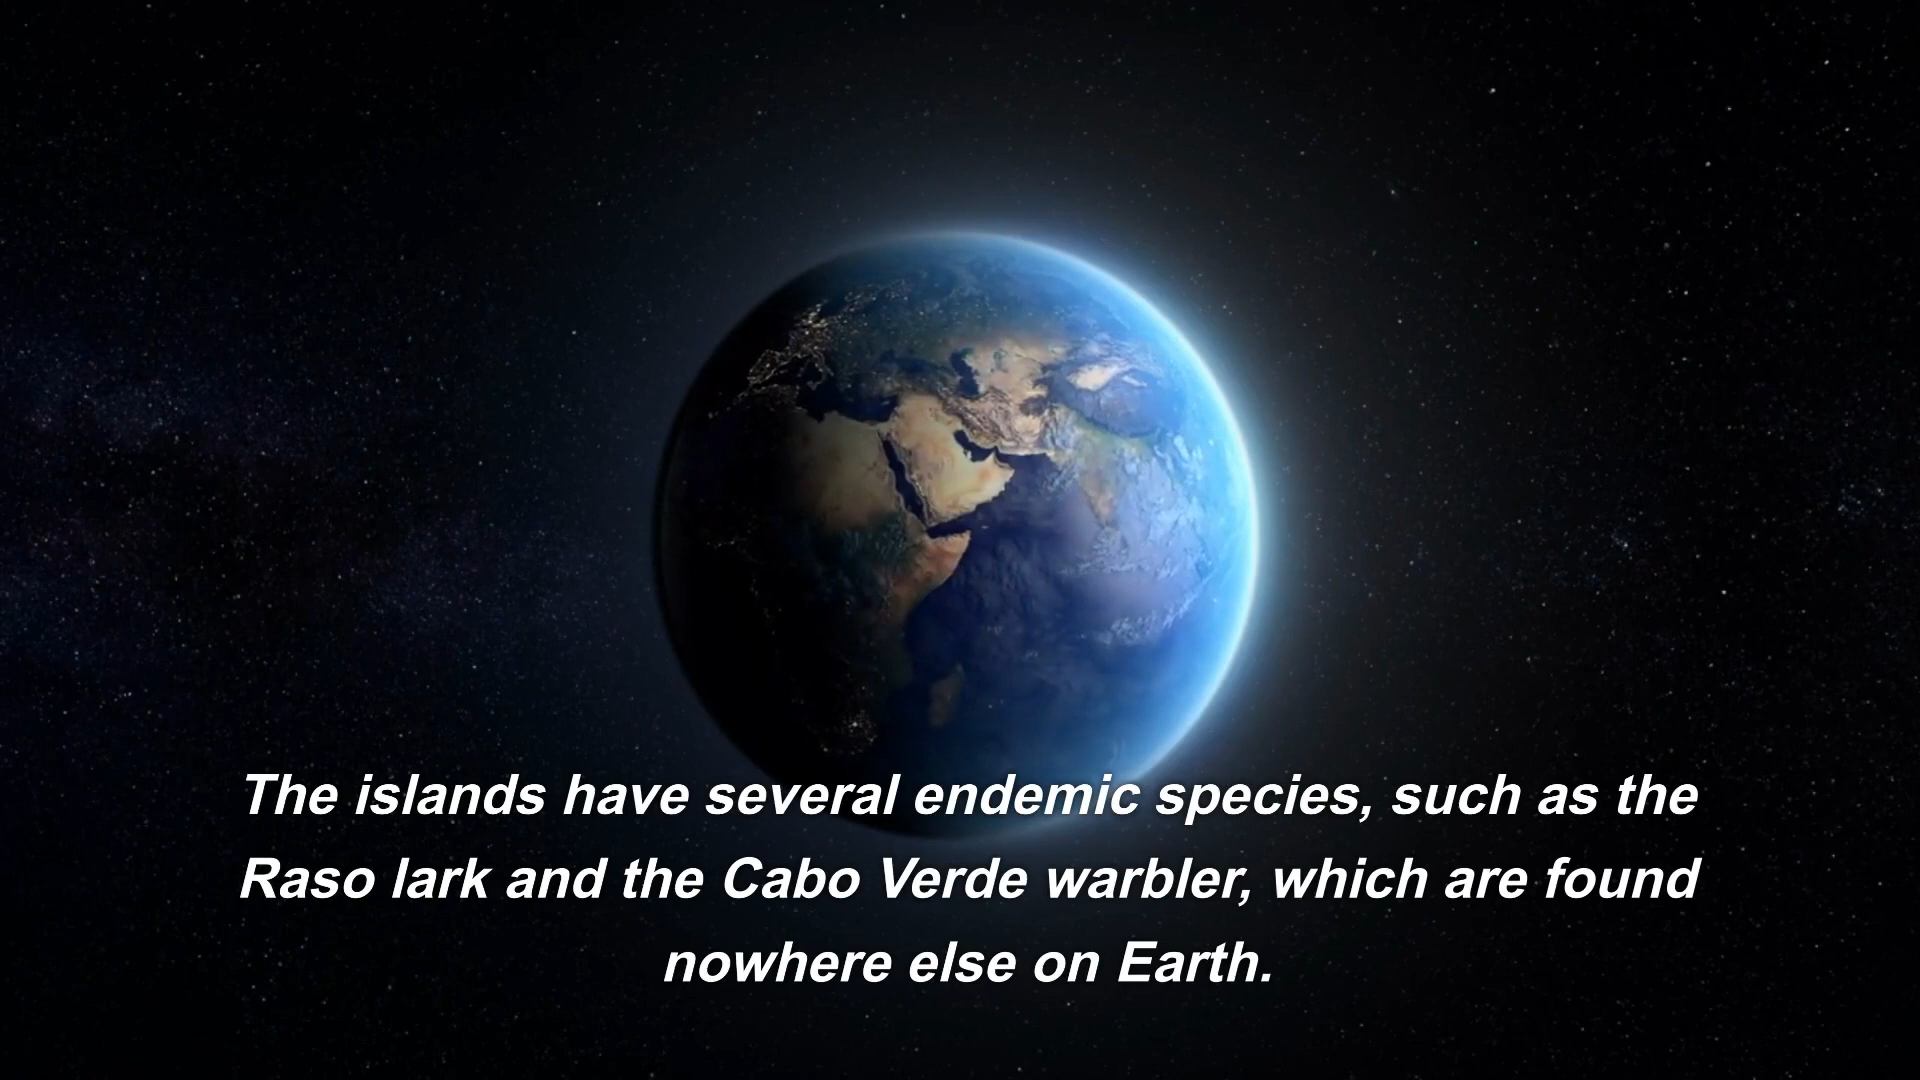 The islands have several endemic species, such as the
Raso lark and the Cabo Verde warbler, which are found
nowhere else on Earth.